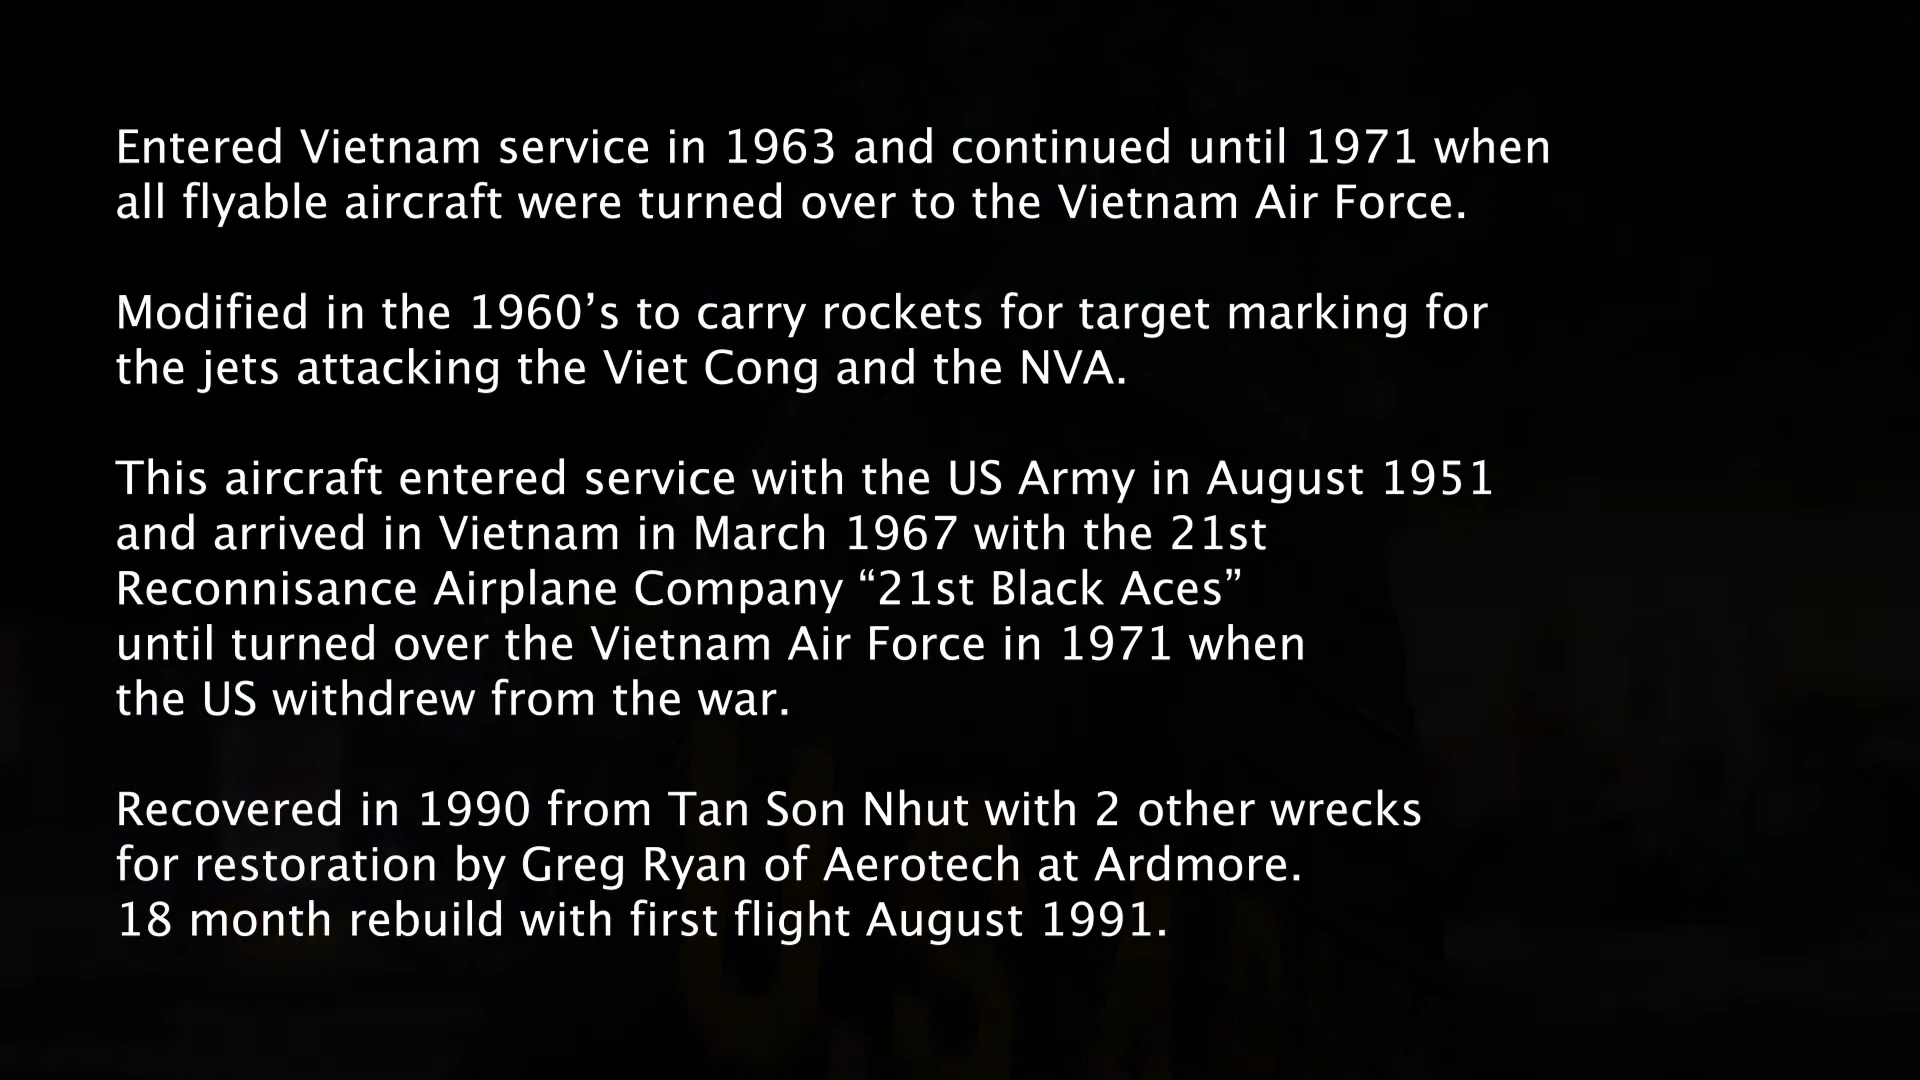 Entered Vietnam service in 1963 and continued until 1971 when
all flyable aircraft were turned over to the Vietnam Air Force.
Modified in the 1960’s to carry rockets for target marking for
the jets attacking the Viet Cong and the NVA.
This aircraft entered service with the US Army in August 1951
and arrived in Vietnam in March 1967 with the 21st
Reconnisance Airplane Company “21st Black Aces”
until turned over the Vietnam Air Force in 1971 when
the US withdrew from the war.
Recovered in 1990 from Tan Son Nhut with 2 other wrecks
for restoration by Greg Ryan of Aerotech at Ardmore.
18 month rebuild with first flight August 1991.